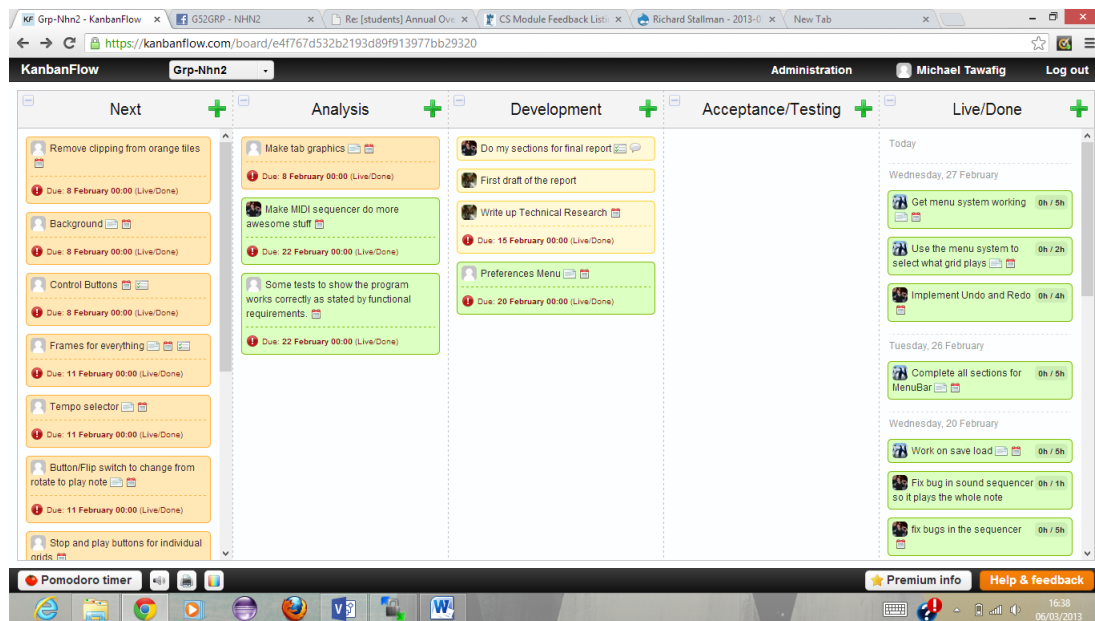 KF Grp-Nhn2 - KanbanFlow
G52GRP - NHN2
Re: [students] Annual Ove
CS Module Feedback Listi
Richard Stallman - 2013-0
New Tab
https://kanbanflow.com/board/e4f767d532b2193d89f913977bb29320
KanbanFlow
Grp-Nhn2
Administration
Michael Tawafig
Log out
Next
Remove clipping from orange tiles
Due: 8 February 00:00 (Live/Done)
Background
Due: 8 February 00:00 (Live/Done)
Control Buttons
Due: 8 February 00:00 (Live/Done)
Frames for everything
Due: 11 February 00:00 (Live/Done)
Tempo selector
Due: 11 February 00:00 (Live/Done)
Button/Flip switch to change from
rotate to play note
Due: 11 February 00:00 (Live/Done)
Stop and play buttons for individual
grids
Analysis
Make tab graphics
Due: 8 February 00:00 (Live/Done)
Make MIDI sequencer do more
awesome stuff
Due: 22 February 00:00 (Live/Done)
Some tests to show the program
works correctly as stated by functional
requirements.
Due: 22 February 00:00 (Live/Done)
Development
Do my sections for final report
First draft of the report
Write up Technical Research
Due: 15 February 00:00 (Live/Done)
Preferences Menu
Due: 20 February 00:00 (Live/Done)
Acceptance/Testing
Live/Done
Today
Wednesday, 27 February
Get menu system working 0h / 5h
Use the menu system to 0h / 2h
select what grid plays
Implement Undo and Redo 0h / 4h
Tuesday, 26 February
Complete all sections for 0h / 5h
MenuBar
Wednesday, 20 February
Work on save load 0h / 5h
Fix bug in sound sequencer 0h / 1h
so it plays the whole note
fix bugs in the sequencer 0h / 5h
Pomodoro timer
Premium info
Help & feedback
16:38
06/03/2013